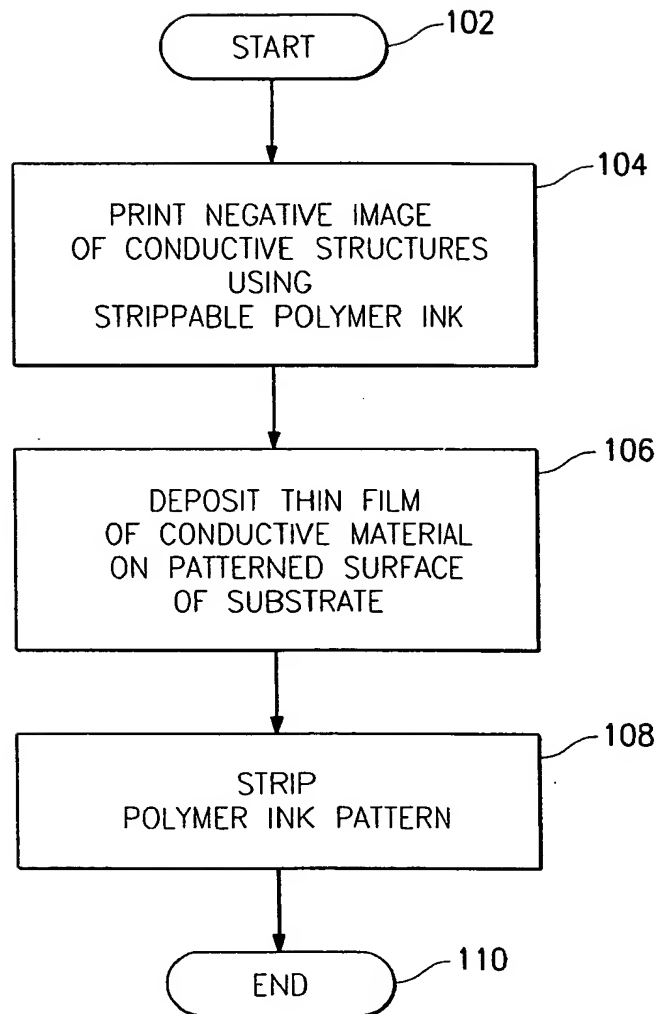 102
START
104
PRINT NEGATIVE IMAGE
OF CONDUCTIVE STRUCTURES
USING
STRIPPABLE POLYMER INK
106
DEPOSIT THIN FILM
OF CONDUCTIVE MATERIAL
ON PATTERNED SURFACE
OF SUBSTRATE
108
STRIP
POLYMER INK PATTERN
110
END